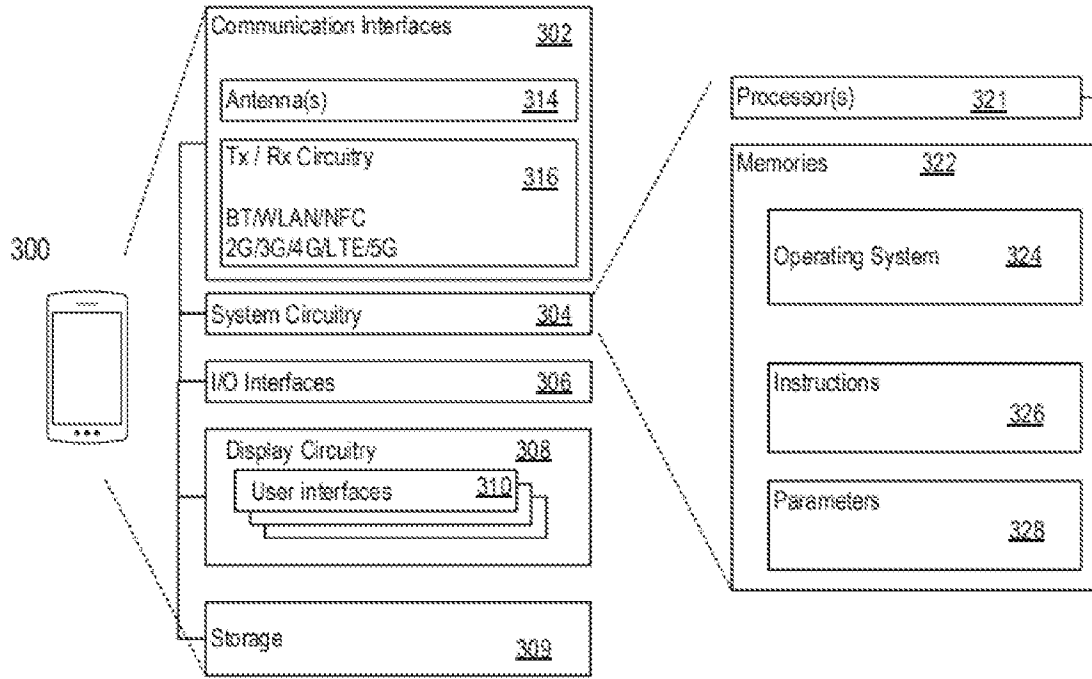 300
Communication Interfaces 302
Antenna(s) 314
Tx / Rx Circuitry
316
BT/WLAN/NFC
2G/3G/4G/LTE/5G
System Circuitry 304
I/O Interfaces 306
Display Circuitry 308
User interfaces 310
Storage 309
Processor(s) 321
Memories 322
Operating System 324
Instructions
326
Parameters
328